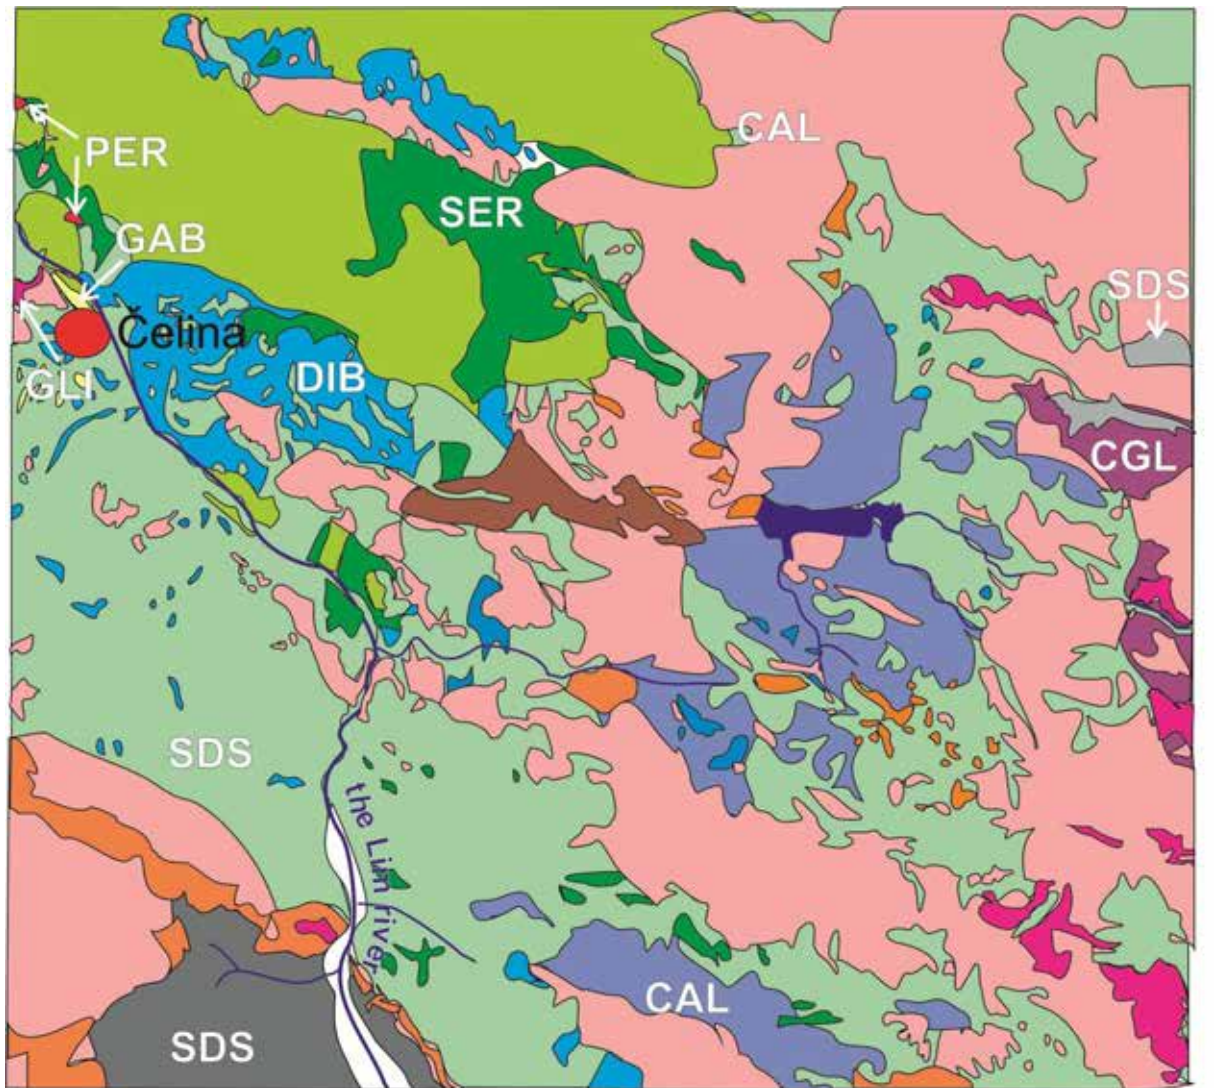 CAL
PER
SER
GAB
SDS
Čelina
GLI
DIB
CGL
SDS
the Lim river
CAL
SDS